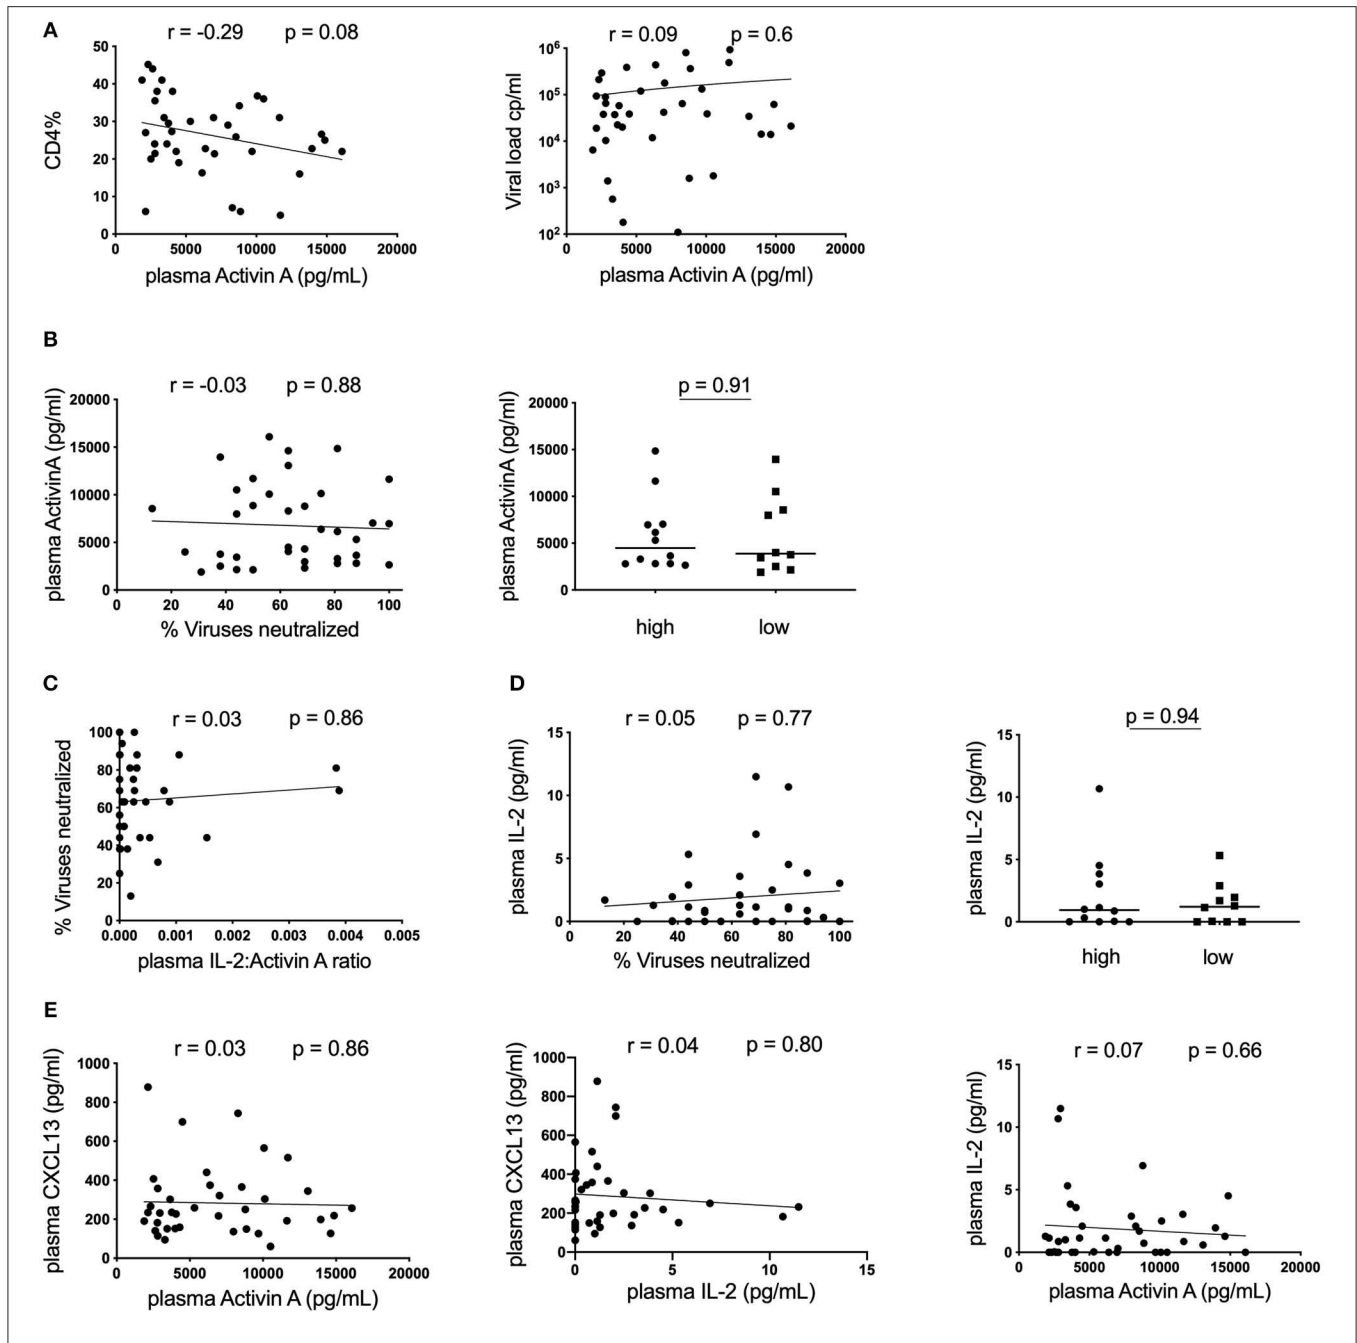 A
r = -0.29 p = 0.08
50
40
30
20
10
0
CD4%
0 5000 10000 15000 20000
plasma Activin A (pg/mL)
r = 0.09 p = 0.6
10^6
10^5
10^4
10^3
10^2
Viral load cp/ml
0 5000 10000 15000 20000
plasma Activin A (pg/ml)
B
r = -0.03 p = 0.88
20000
15000
10000
5000
0
plasma ActivinA (pg/ml)
0 20 40 60 80 100
% Viruses neutralized
p = 0.91
20000
15000
10000
5000
0
plasma ActivinA (pg/ml)
high low
C
r = 0.03 p = 0.86
100
80
60
40
20
0
% Viruses neutralized
0.000 0.001 0.002 0.003 0.004 0.005
plasma IL-2:Activin A ratio
D
r = 0.05 p = 0.77
15
10
5
0
plasma IL-2 (pg/ml)
0 20 40 60 80 100
% Viruses neutralized
p = 0.94
15
10
5
0
plasma IL-2 (pg/ml)
high low
E
r = 0.03 p = 0.86
1000
800
600
400
200
0
plasma CXCL13 (pg/ml)
0 5000 10000 15000 20000
plasma Activin A (pg/mL)
r = 0.04 p = 0.80
1000
800
600
400
200
0
plasma CXCL13 (pg/ml)
0 5 10 15
plasma IL-2 (pg/mL)
r = 0.07 p = 0.66
15
10
5
0
plasma IL-2 (pg/ml)
0 5000 10000 15000 20000
plasma Activin A (pg/mL)